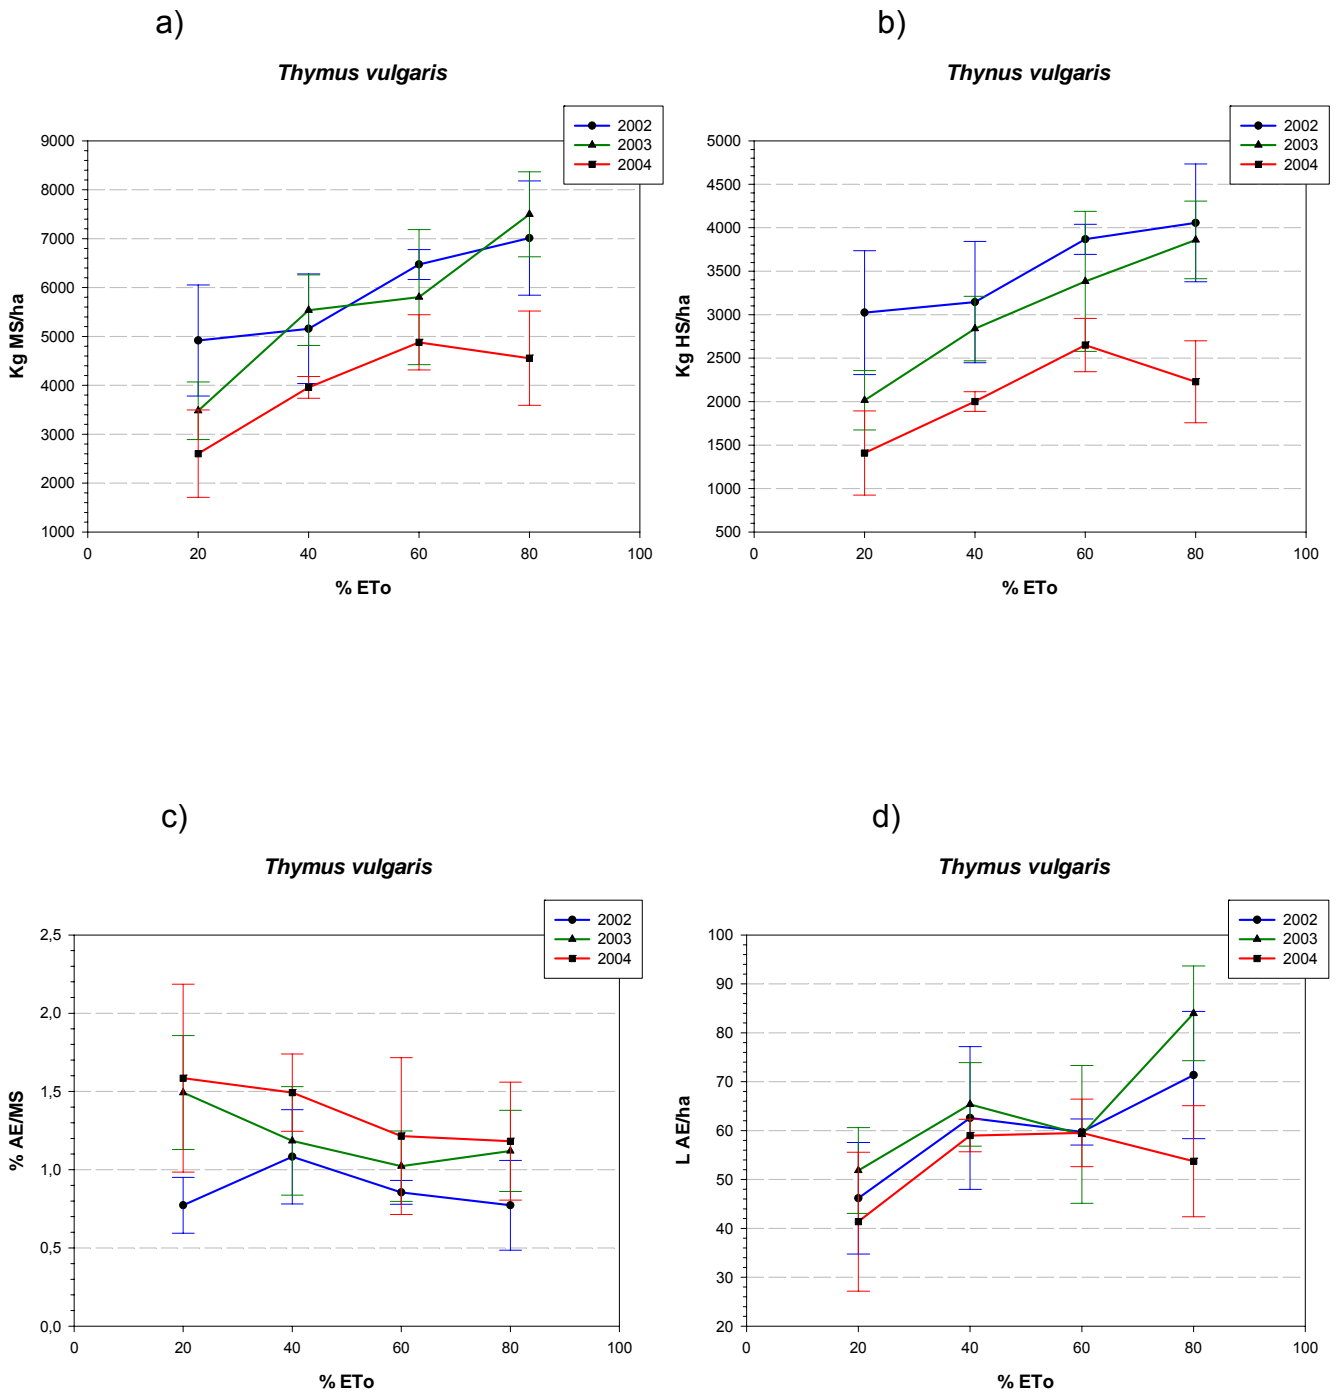 a)
Thymus vulgaris
2002
2003
2004
9000
8000
7000
6000
5000
4000
3000
2000
1000
Kg MS/ha
0 20 40 60 80 100
% ETo
b)
Thynus vulgaris
2002
2003
2004
5000
4500
4000
3500
3000
2500
2000
1500
1000
500
Kg HS/ha
0 20 40 60 80 100
% ETo
c)
Thymus vulgaris
2002
2003
2004
2,5
2,0
1,5
1,0
0,5
0,0
% AE/MS
20 40 60 80 100
% ETo
d)
Thymus vulgaris
2002
2003
2004
100
90
80
70
60
50
40
30
20
L AE/ha
20 40 60 80 100
% ETo